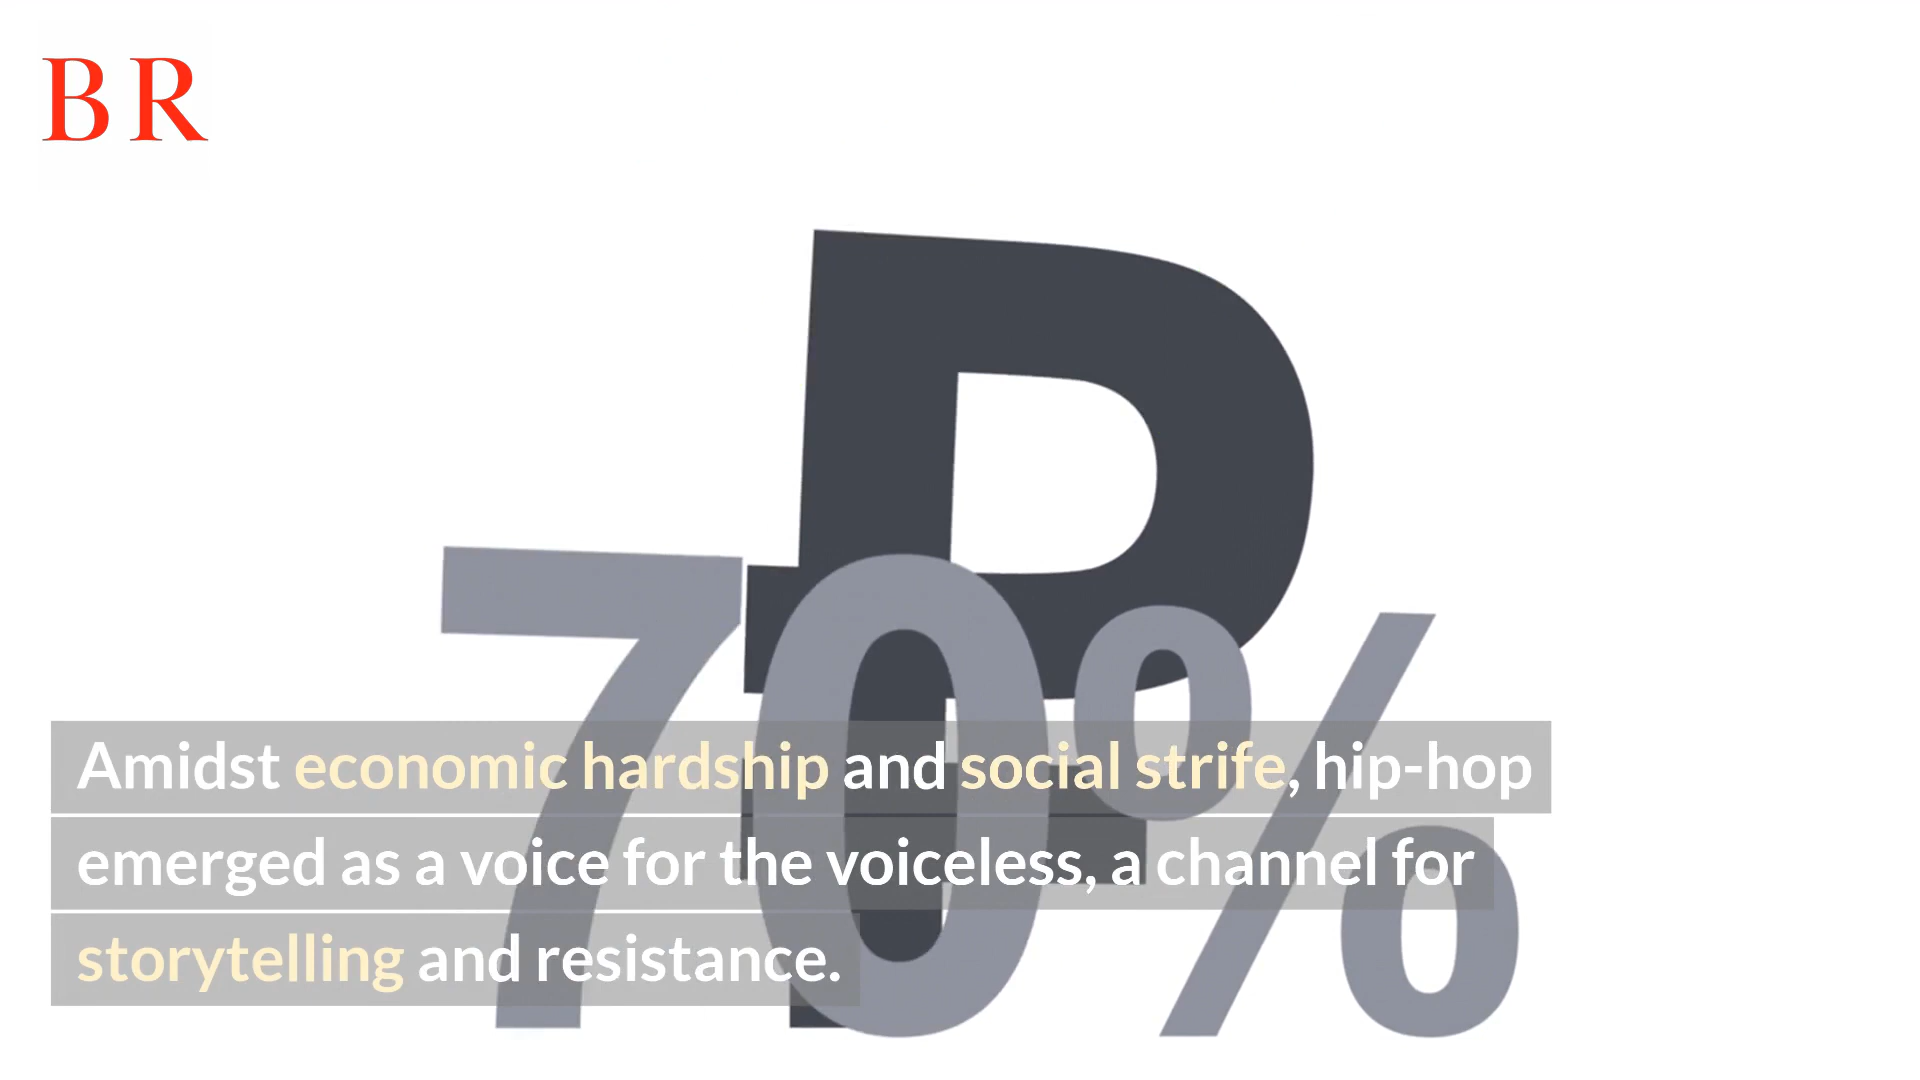 BR
₽
70%
Amidst economic hardship and social strife, hip-hop
emerged as a voice for the voiceless, a channel for
storytelling and resistance.